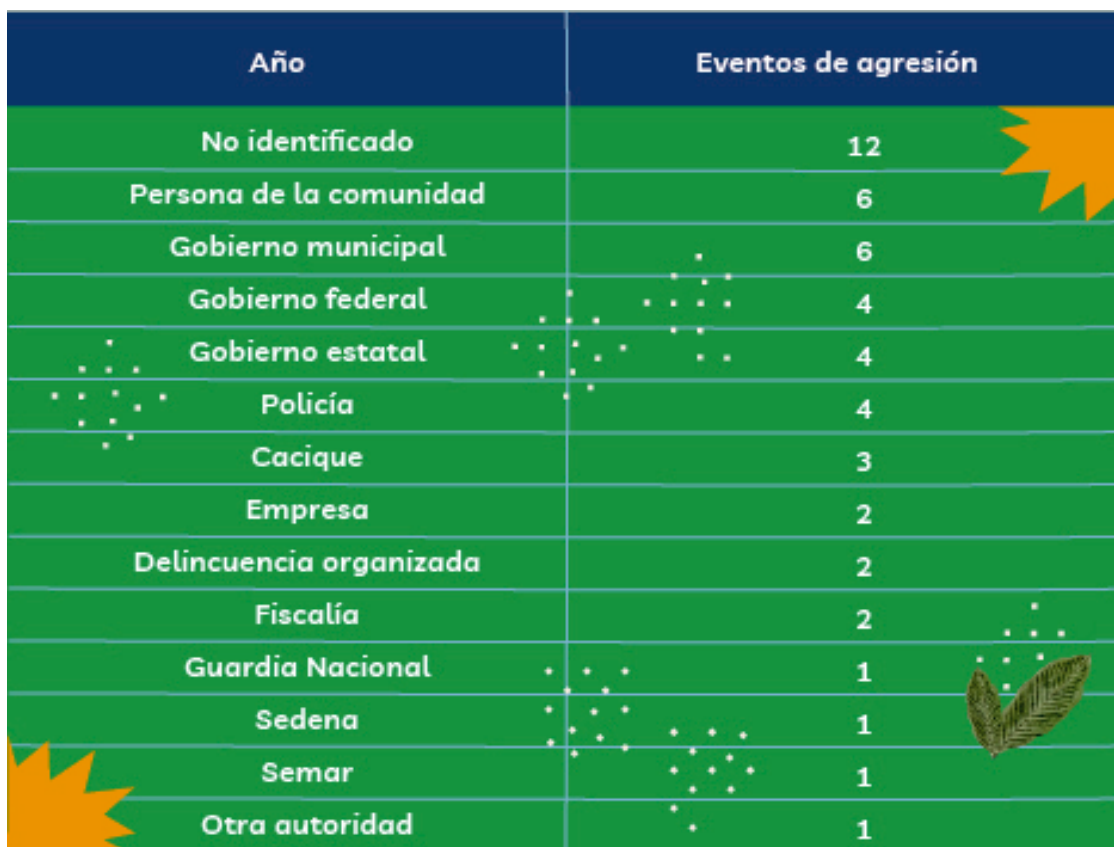 Año Eventos de agresión
No identificado 12
Persona de la comunidad 6
Gobierno municipal 6
Gobierno federal 4
Gobierno estatal 4
Policía 4
Cacique 3
Empresa 2
Delincuencia organizada 2
Fiscalía 2
Guardia Nacional 1
Sedena 1
Semar 1
Otra autoridad 1